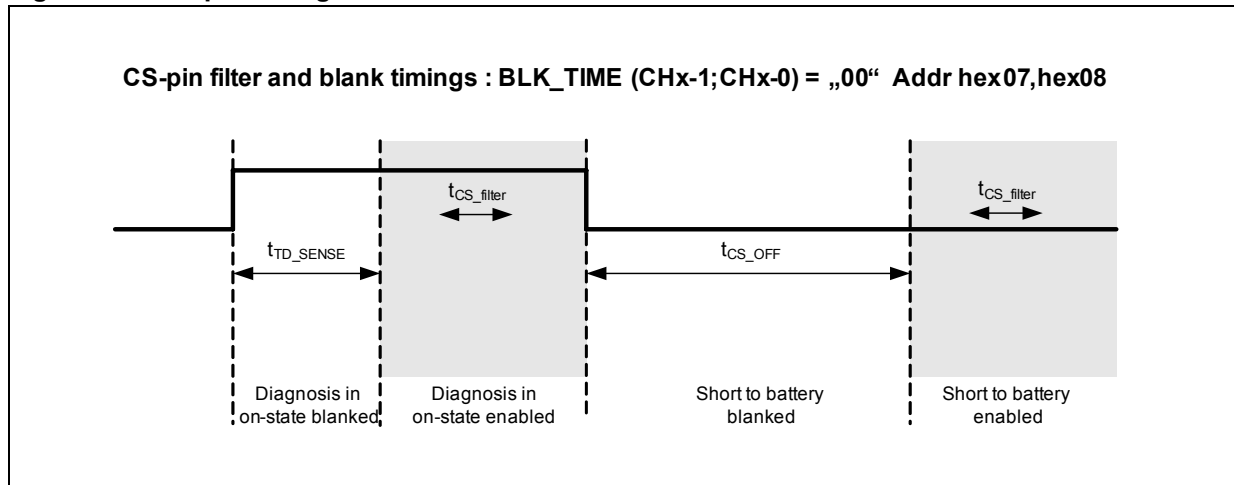 CS-pin filter and blank timings : BLK_TIME (CHx-1;CHx-0) = „00“ Addr hex07,hex08
tCS_filter
tCS_filter
tTD_SENSE
tCS_OFF
Diagnosis in
on-state blanked
Diagnosis in
on-state enabled
Short to battery
blanked
Short to battery
enabled